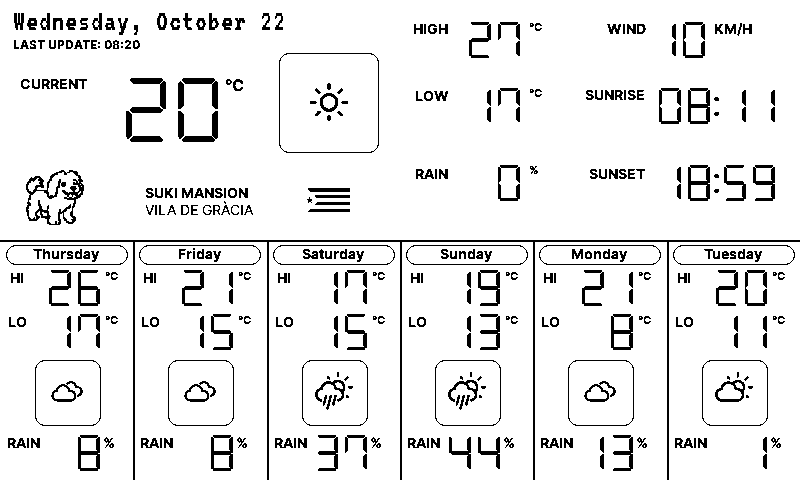 Wednesday, October 22
LAST UPDATE: 08:20
CURRENT 20 °C
HIGH 27 °C
LOW 17 °C
RAIN 0 %
WIND 10 KM/H
SUNRISE 08:11
SUNSET 18:59
SUKI MANSION
VILA DE GRÀCIA
Thursday
HI 26 °C
LO 17 °C
RAIN 8 %
Friday
HI 21 °C
LO 15 °C
RAIN 8 %
Saturday
HI 17 °C
LO 15 °C
RAIN 37 %
Sunday
HI 19 °C
LO 13 °C
RAIN 44 %
Monday
HI 21 °C
LO 8 °C
RAIN 13 %
Tuesday
HI 20 °C
LO 11 °C
RAIN 1 %